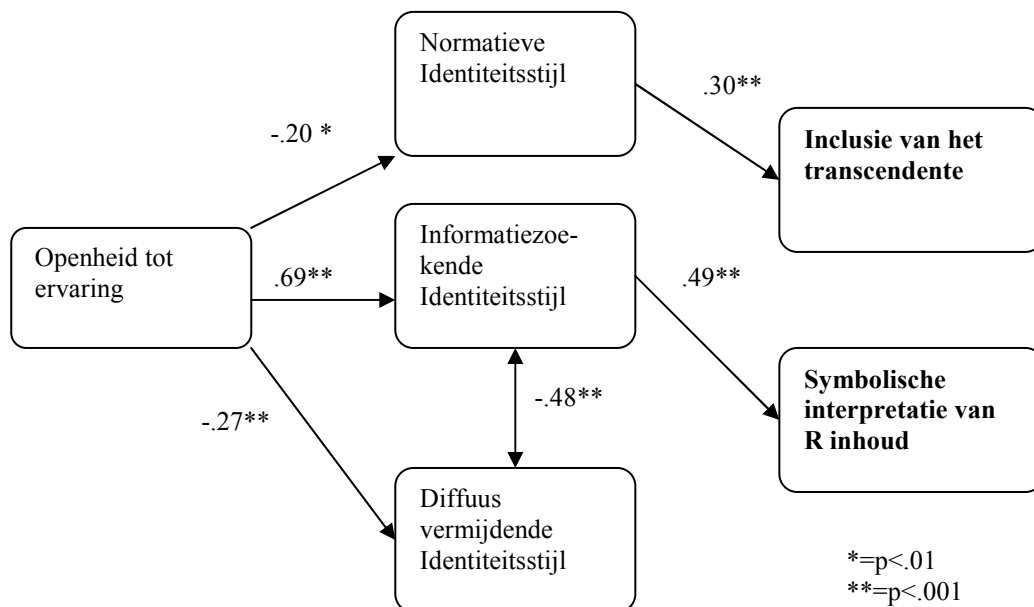 Normatieve
Identiteitsstijl
.30**
-.20 *
Inclusie van het
transcendente
Openheid tot
ervaring
.69**
Informatiezoe-
kende
Identiteitsstijl
.49**
-.48**
-.27**
Symbolische
interpretatie van
R inhoud
Diffuus
vermijdende
Identiteitsstijl
*=p<.01
**=p<.001